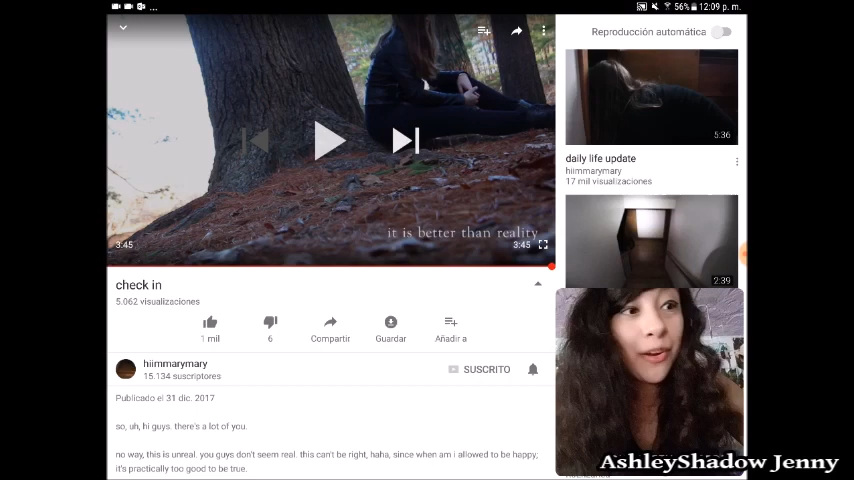 56% 12:09 p. m.
Reproducción automática
it is better than reality
3:45
3:45
5:36
daily life update
hiimmarymary
17 mil visualizaciones
2:39
check in
5.062 visualizaciones
1 mil
6
Compartir
Guardar
Añadir a
hiimmarymary
15.134 suscriptores
SUSCRITO
Publicado el 31 dic. 2017
so, uh, hi guys. there's a lot of you.
no way, this is unreal. you guys don't seem real. this can't be right, haha, since when am i allowed to be happy,
it's practically too good to be true.
AshleyShadow Jenny